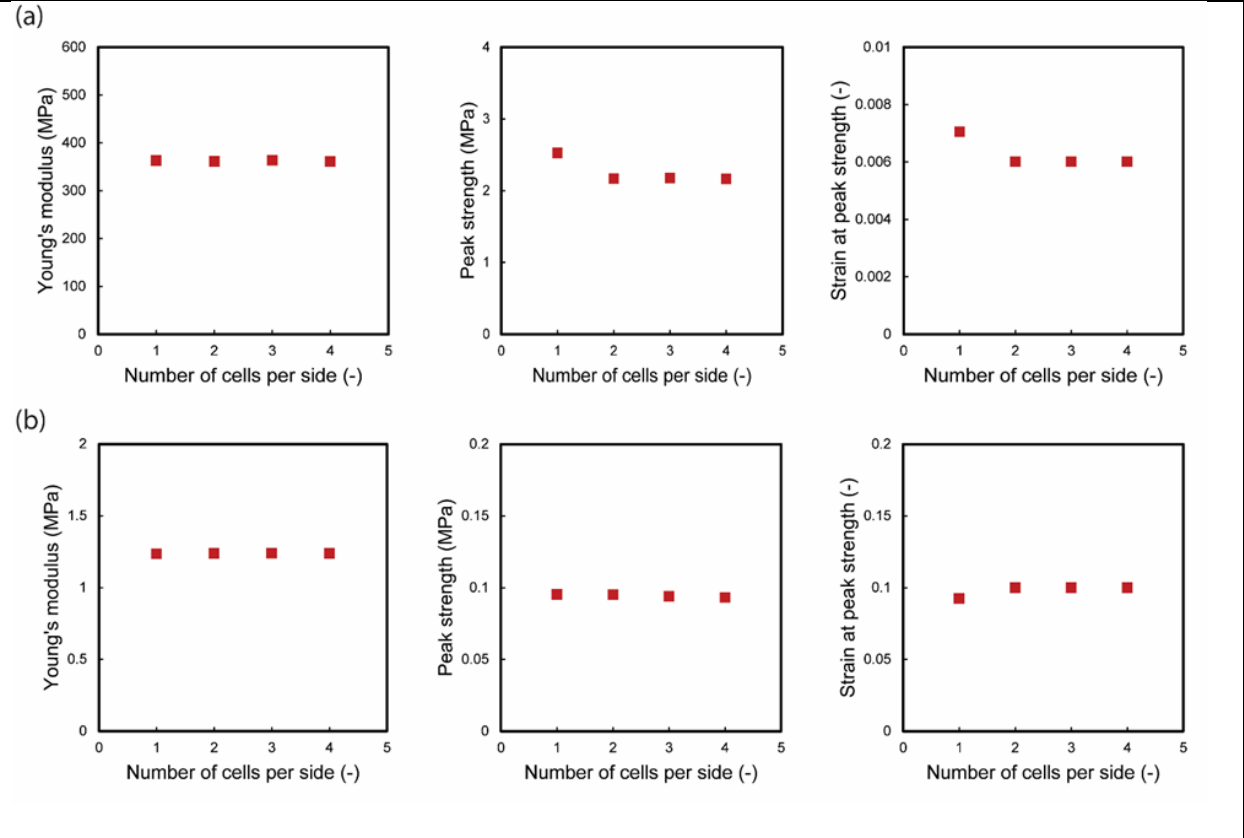 (a)
600
500
400
300
200
100
0
0 1 2 3 4 5
Young's modulus (MPa)
Number of cells per side (-)
4
3
2
1
0
0 1 2 3 4 5
Peak strength (MPa)
Number of cells per side (-)
0.01
0.008
0.006
0.004
0.002
0
0 1 2 3 4 5
Strain at peak strength (-)
Number of cells per side (-)
(b)
2
1.5
1
0.5
0
0 1 2 3 4 5
Young's modulus (MPa)
Number of cells per side (-)
0.2
0.15
0.1
0.05
0
0 1 2 3 4 5
Peak strength (MPa)
Number of cells per side (-)
0.2
0.15
0.1
0.05
0
0 1 2 3 4 5
Strain at peak strength (-)
Number of cells per side (-)